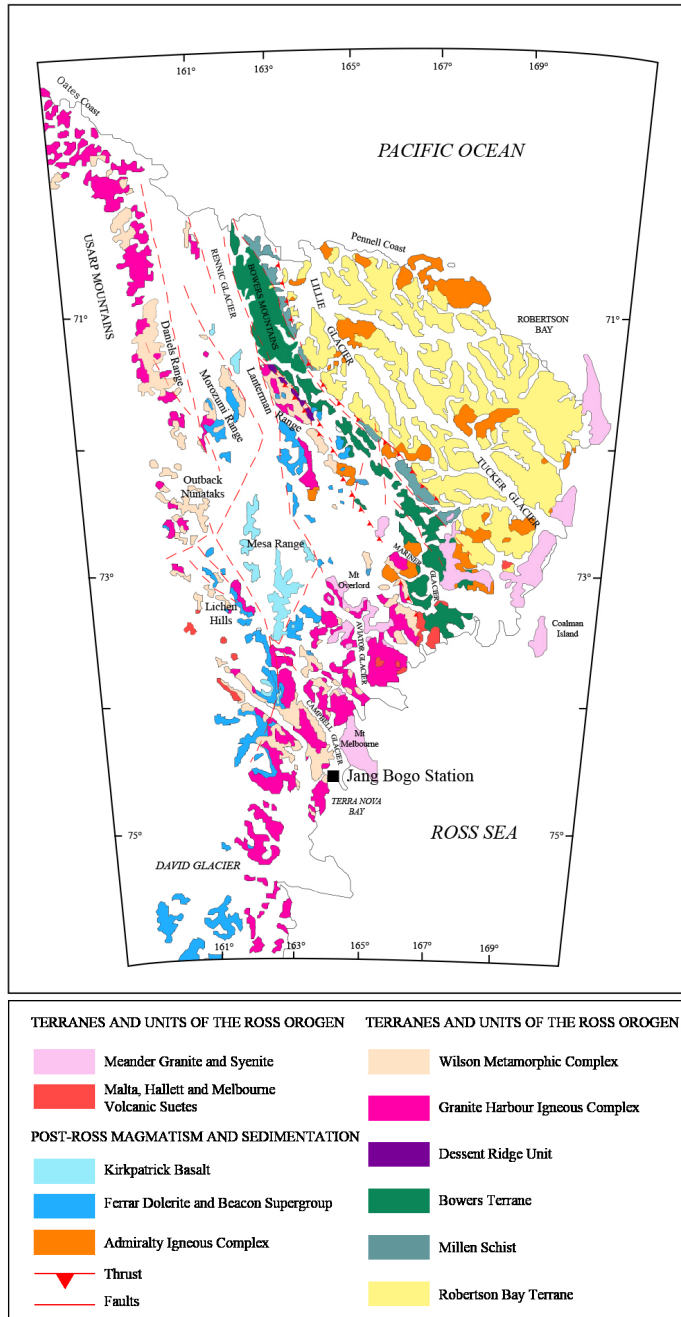 161° 163° 165° 167° 169°
Oates Coast
PACIFIC OCEAN
USARP MOUNTAINS
RENNIC GLACIER
BOWERS MOUNTAINS
Pennell Coast
LILLIE
GLACIER
71° 71°
ROBERTSON
BAY
Daniels Range
Morozumi Range
Lanterman Range
Outback
Nunataks
TUCKER GLACIER
Mesa Range
MARINER
GLACIER
Mt
Overlord
73° 73°
Lichen
Hills
AVIATOR GLACIER
Coalman
Island
CAMPBELL GLACIER
Mt
Melbourne
Jang Bogo Station
TERRA NOVA
BAY
75° ROSS SEA 75°
DAVID GLACIER
161° 163° 165° 167° 169°
TERRANES AND UNITS OF THE ROSS OROGEN
Meander Granite and Syenite
Malta, Hallett and Melbourne
Volcanic Suetes
POST-ROSS MAGMATISM AND SEDIMENTATION
Kirkpatrick Basalt
Ferrar Dolerite and Beacon Supergroup
Admiralty Igneous Complex
Thrust
Faults
TERRANES AND UNITS OF THE ROSS OROGEN
Wilson Metamorphic Complex
Granite Harbour Igneous Complex
Dessent Ridge Unit
Bowers Terrane
Millen Schist
Robertson Bay Terrane